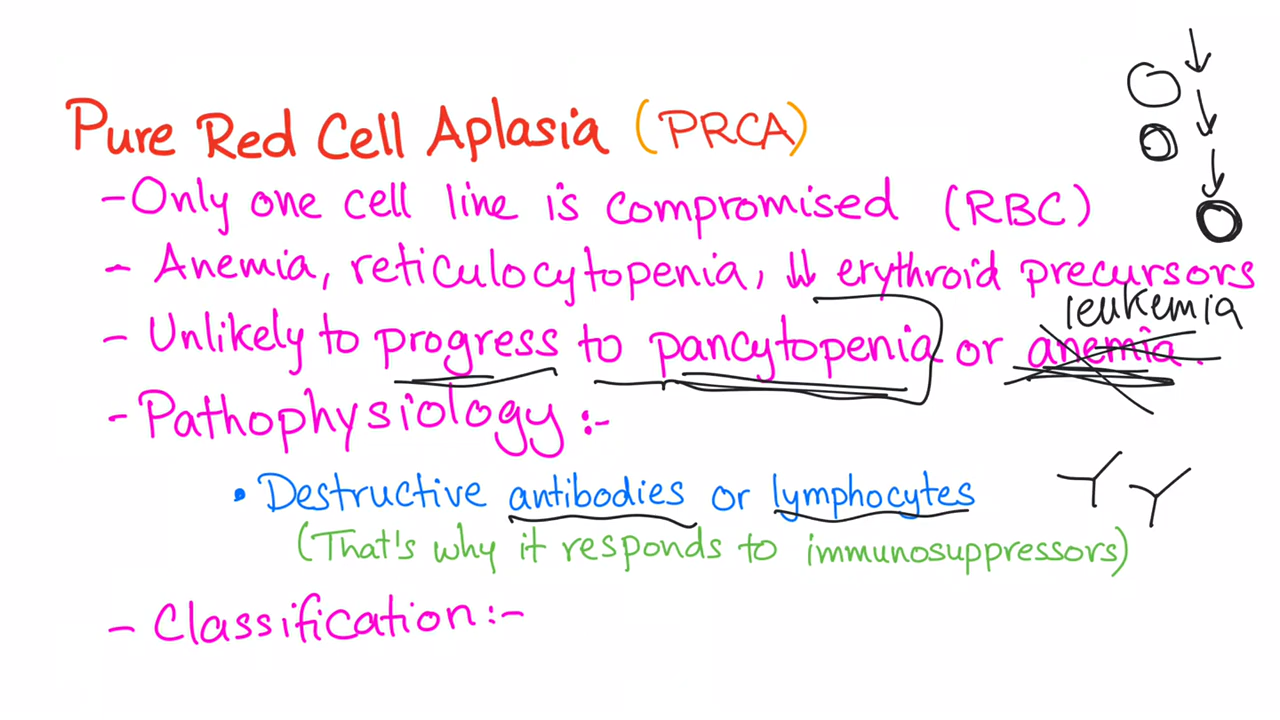 Pure Red Cell Aplasia (PRCA)
- Only one cell line is compromised (RBC)
- Anemia, reticulocytopenia, ↓↓ erythroid precursors
leukemia
- Unlikely to progress to pancytopenia or anemia.
- Pathophysiology :-
• Destructive antibodies or lymphocytes
(That's why it responds to immunosuppressors)
- Classification :-